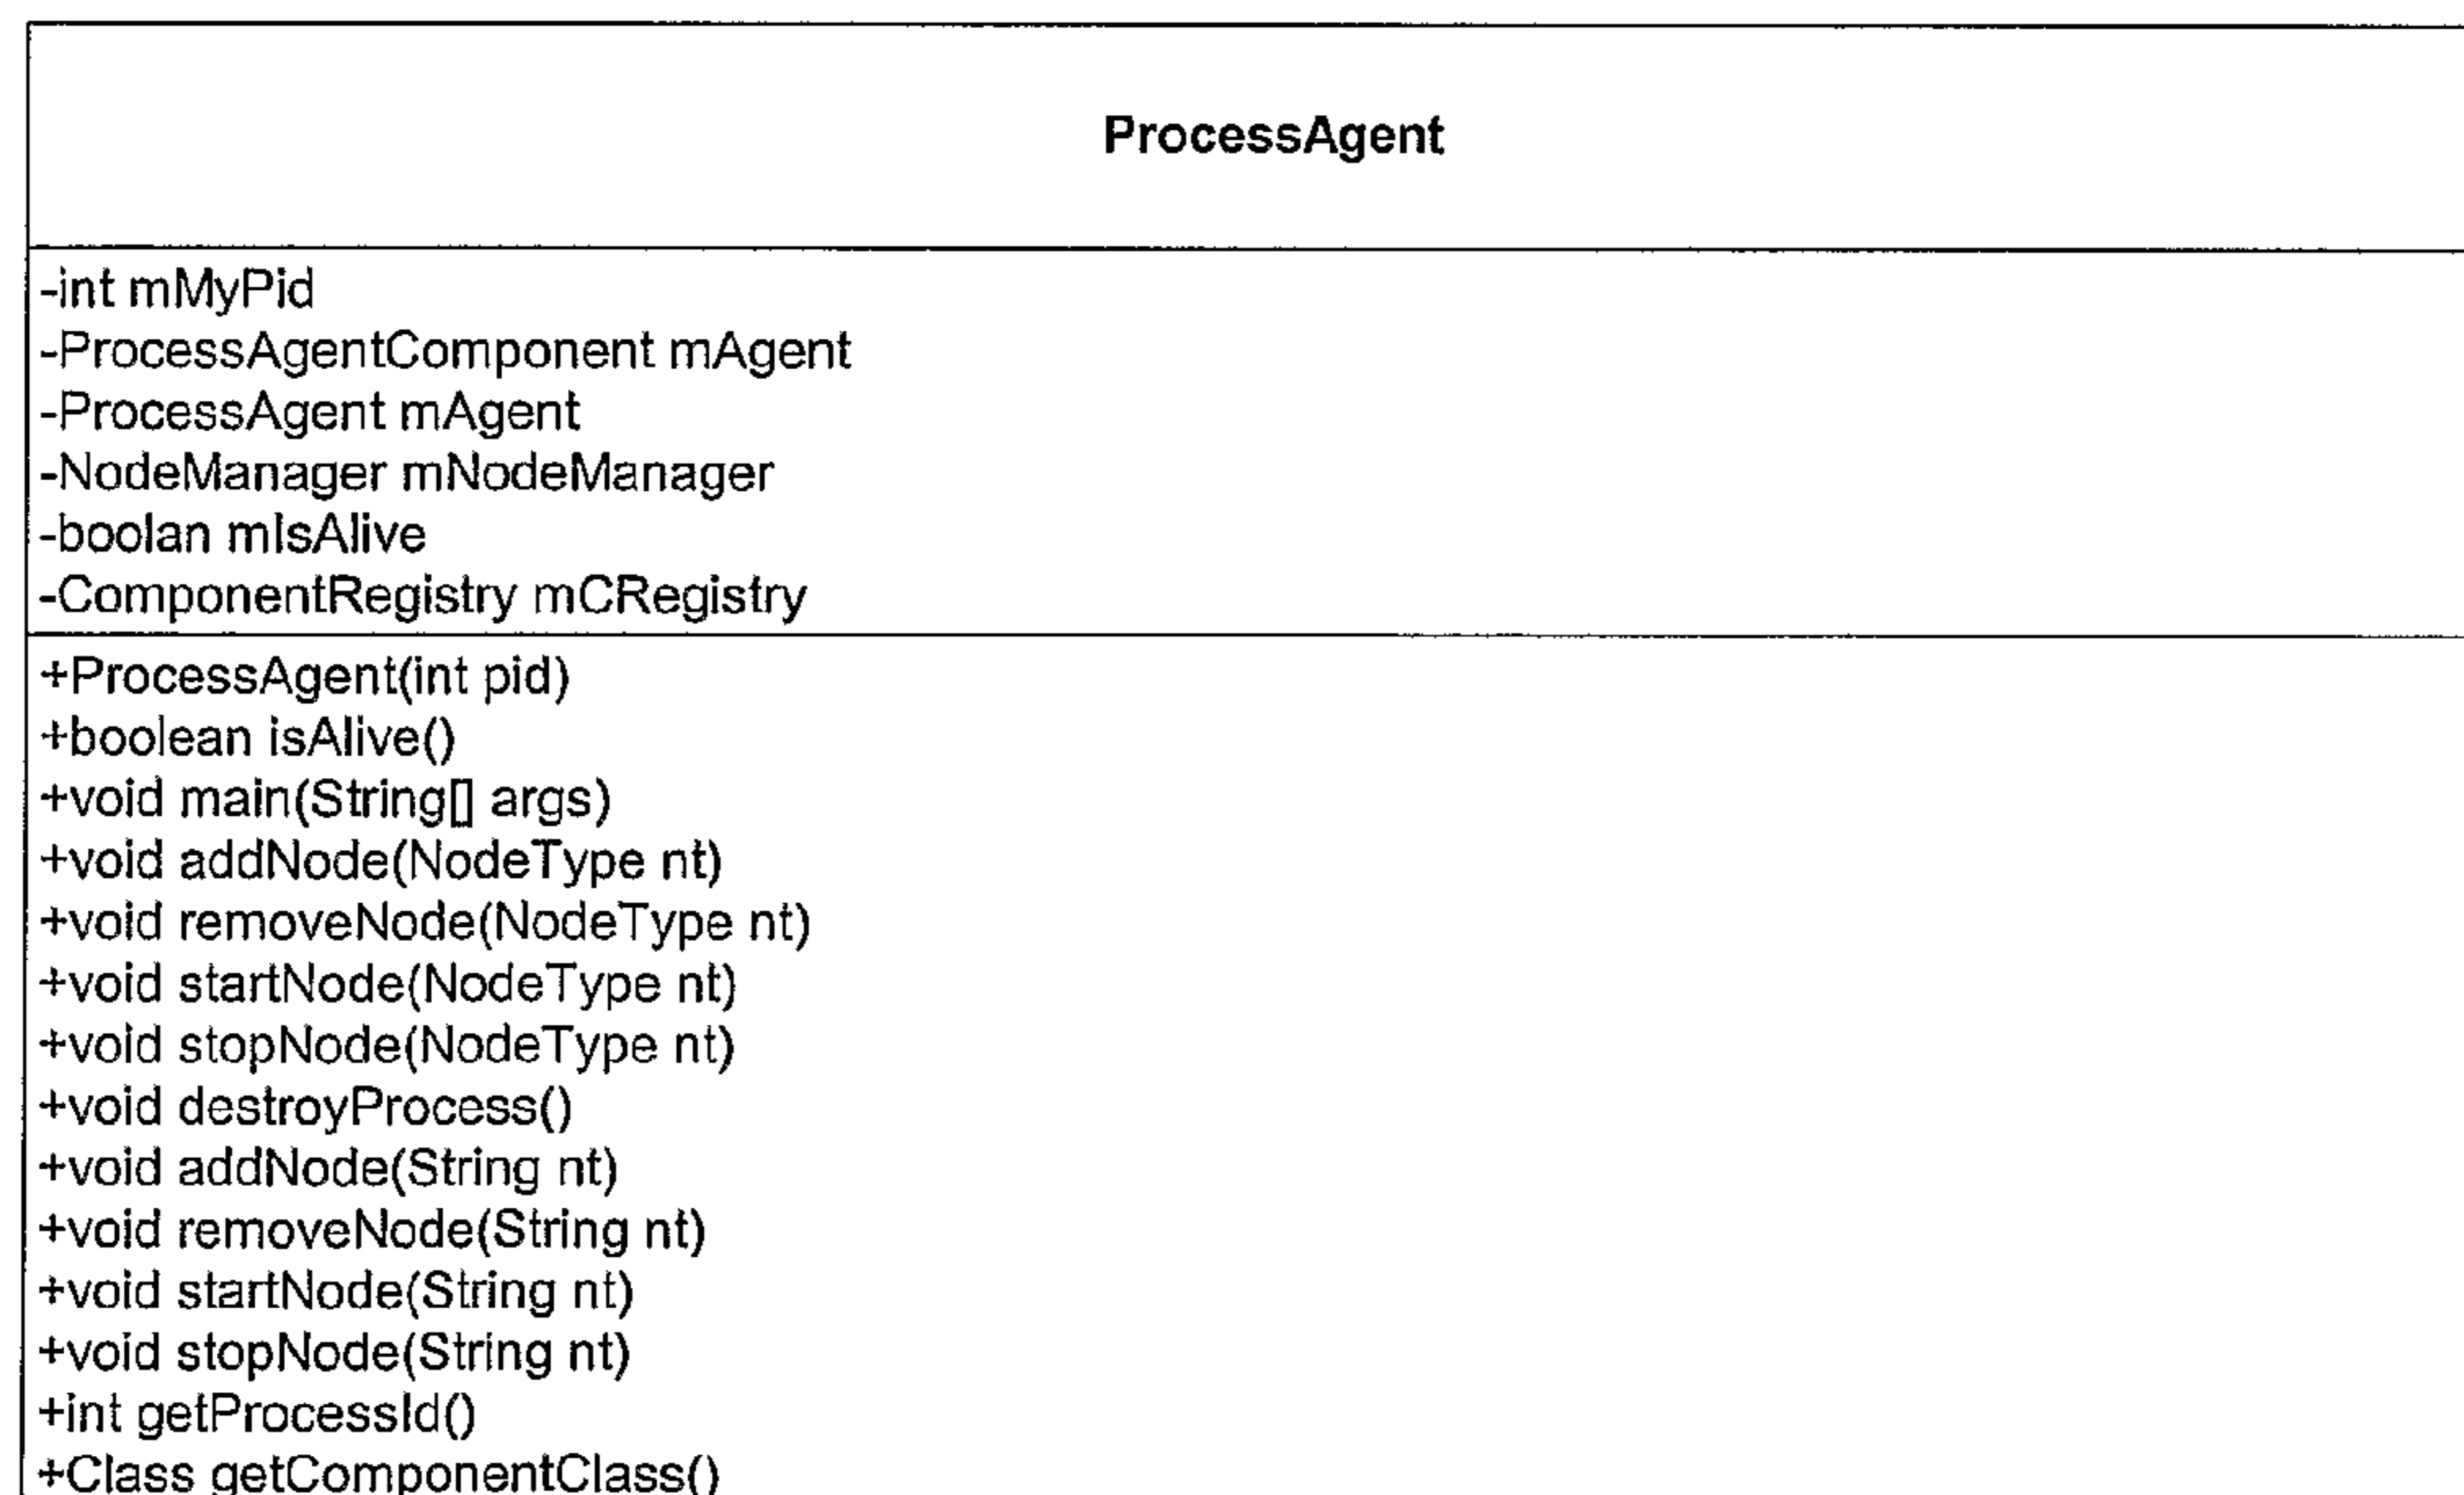 ProcessAgent
-int mMyPid
-ProcessAgentComponent mAgent
-ProcessAgent mAgent
-NodeManager mNodeManager
-boolan mIsAlive
-ComponentRegistry mCRegistry
+ProcessAgent(int pid)
+boolean isAlive()
+void main(String[] args)
+void addNode(NodeType nt)
+void removeNode(NodeType nt)
+void startNode(NodeType nt)
+void stopNode(NodeType nt)
+void destroyProcess()
+void addNode(String nt)
+void removeNode(String nt)
+void startNode(String nt)
+void stopNode(String nt)
+int getProcessId()
+Class getComponentClass()